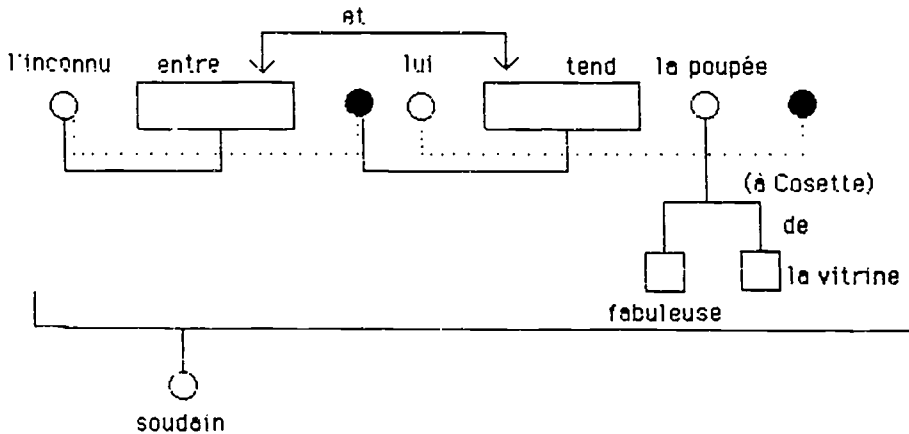 et
l'inconnu entre lui tend la poupée
(à Cosette)
de
la vitrine
fabuleuse
soudain